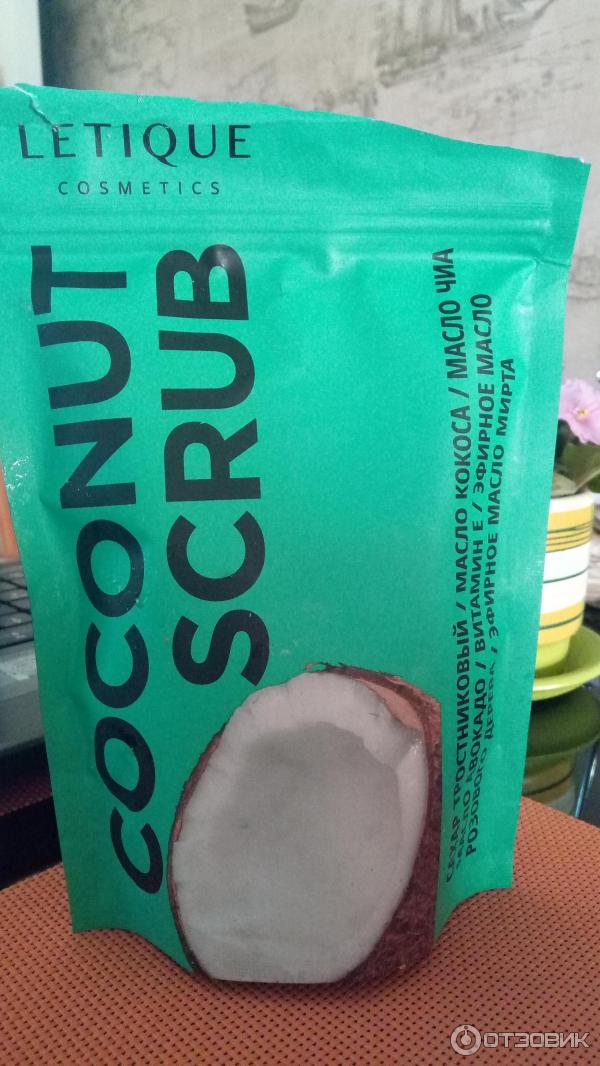 LETIQUE
COSMETICS
COCONUT
SCRUB
САХАР ТРОСТНИКОВЫЙ / МАСЛО КОКОСА / МАСЛО ЧИА
МАСЛО АВОКАДО / ВИТАМИН Е / ЭФИРНОЕ МАСЛО
РОЗОВОГО ДЕРЕВА / ЭФИРНОЕ МАСЛО МИРТА
ОТЗОВИК